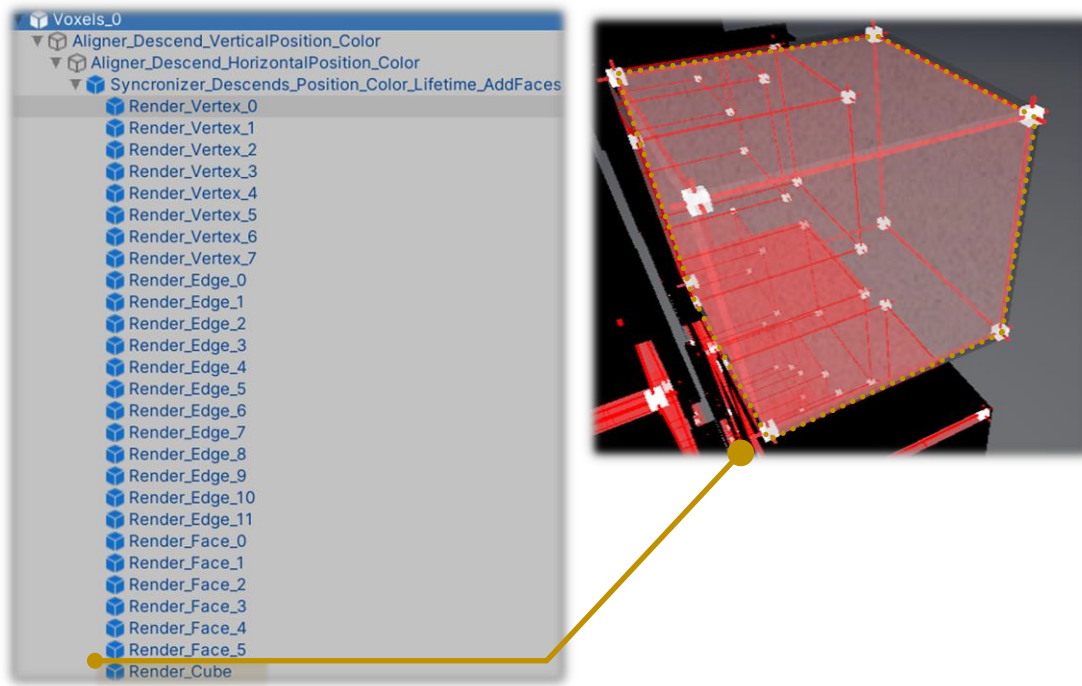 Voxels_0
Aligner_Descend_VerticalPosition_Color
Aligner_Descend_HorizontalPosition_Color
Syncronizer_Descends_Position_Color_Lifetime_AddFaces
Render_Vertex_0
Render_Vertex_1
Render_Vertex_2
Render_Vertex_3
Render_Vertex_4
Render_Vertex_5
Render_Vertex_6
Render_Vertex_7
Render_Edge_0
Render_Edge_1
Render_Edge_2
Render_Edge_3
Render_Edge_4
Render_Edge_5
Render_Edge_6
Render_Edge_7
Render_Edge_8
Render_Edge_9
Render_Edge_10
Render_Edge_11
Render_Face_0
Render_Face_1
Render_Face_2
Render_Face_3
Render_Face_4
Render_Face_5
Render_Cube